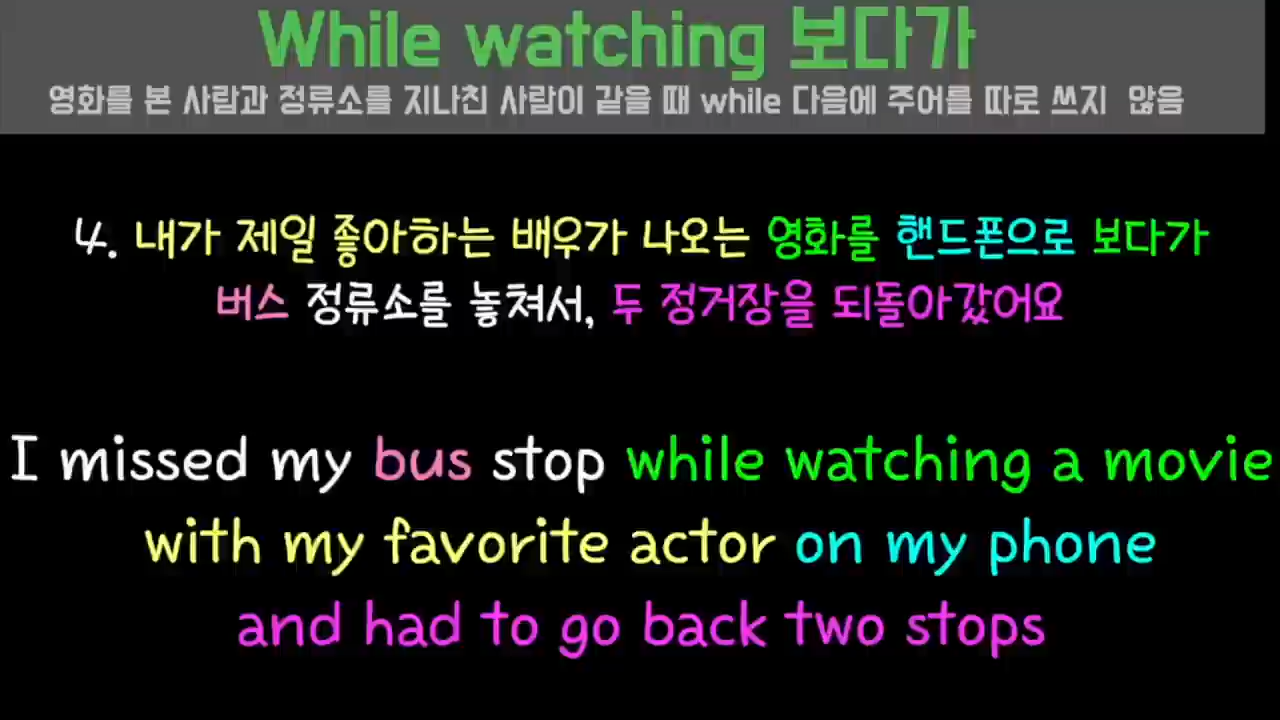 While watching 보다가
영화를 본 사람과 정류소를 지나친 사람이 같을 때 while 다음에 주어를 따로 쓰지 않음
4. 내가 제일 좋아하는 배우가 나오는 영화를 핸드폰으로 보다가
버스 정류소를 놓쳐서, 두 정거장을 되돌아갔어요
I missed my bus stop while watching a movie
with my favorite actor on my phone
and had to go back two stops